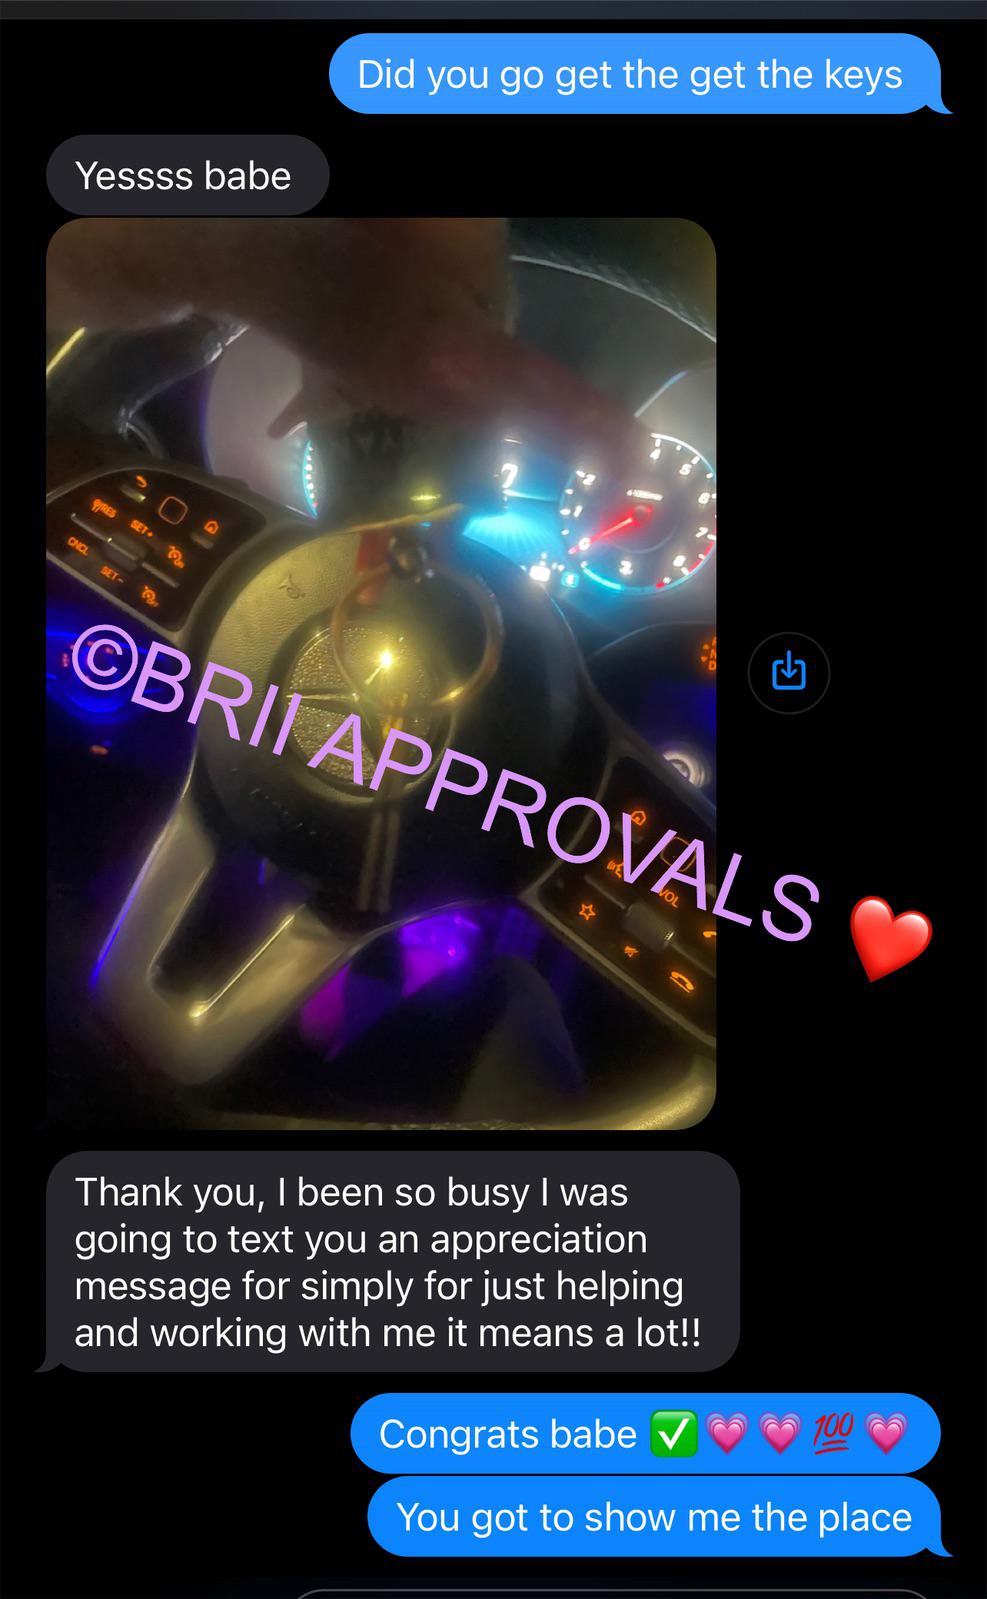 Did you go get the get the keys
Yessss babe
RES
SET+
CNCL
SET-
©BRII APPROVALS ❤️
VOL
Thank you, I been so busy I was
going to text you an appreciation
message for simply for just helping
and working with me it means a lot!!
Congrats babe ✅💗💗💯💗
You got to show me the place